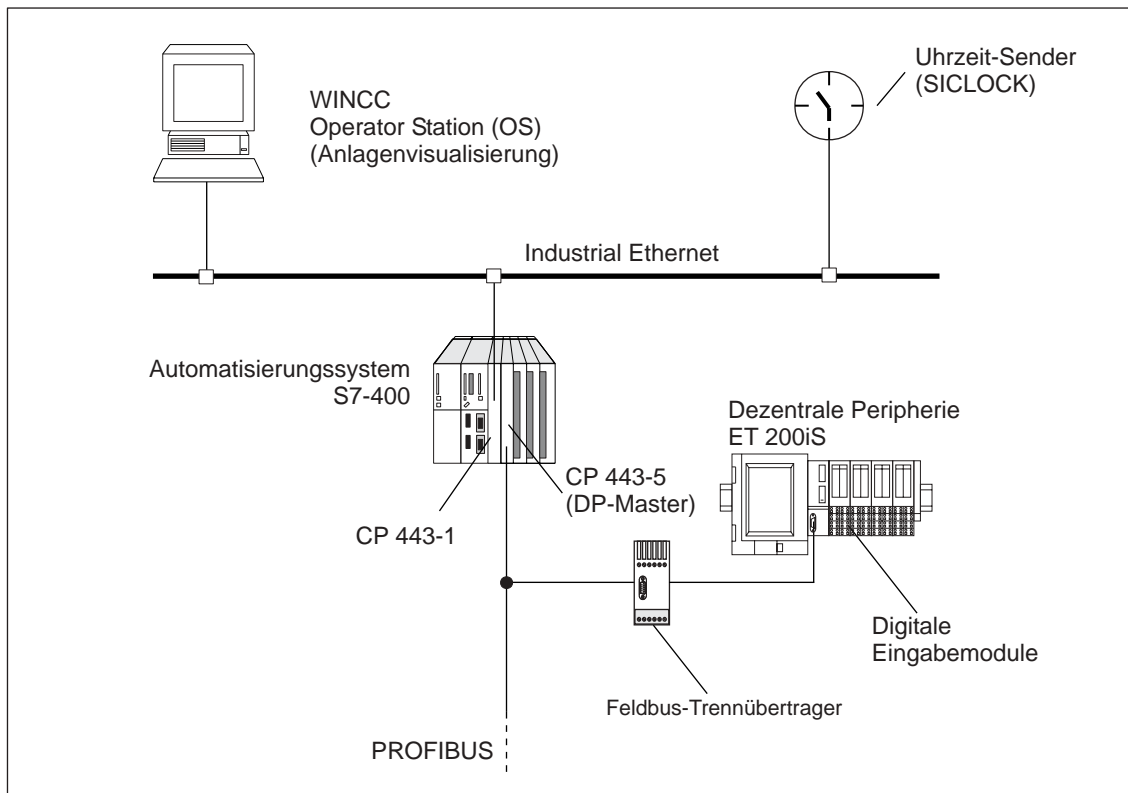 WINCC
Operator Station (OS)
(Anlagenvisualisierung)
Uhrzeit-Sender
(SICLOCK)
Industrial Ethernet
Automatisierungssystem
S7-400
Dezentrale Peripherie
ET 200iS
CP 443-5
(DP-Master)
CP 443-1
Digitale
Eingabemodule
Feldbus-Trennübertrager
PROFIBUS